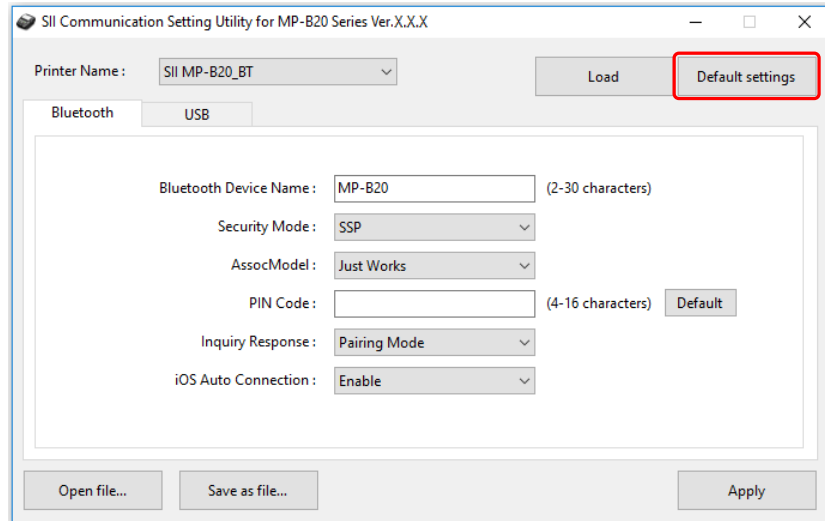 SII Communication Setting Utility for MP-B20 Series Ver.X.X.X
Printer Name : SII MP-B20_BT Load Default settings
Bluetooth USB
Bluetooth Device Name : MP-B20 (2-30 characters)
Security Mode : SSP
AssocModel : Just Works
PIN Code : (4-16 characters) Default
Inquiry Response : Pairing Mode
iOS Auto Connection : Enable
Open file... Save as file... Apply